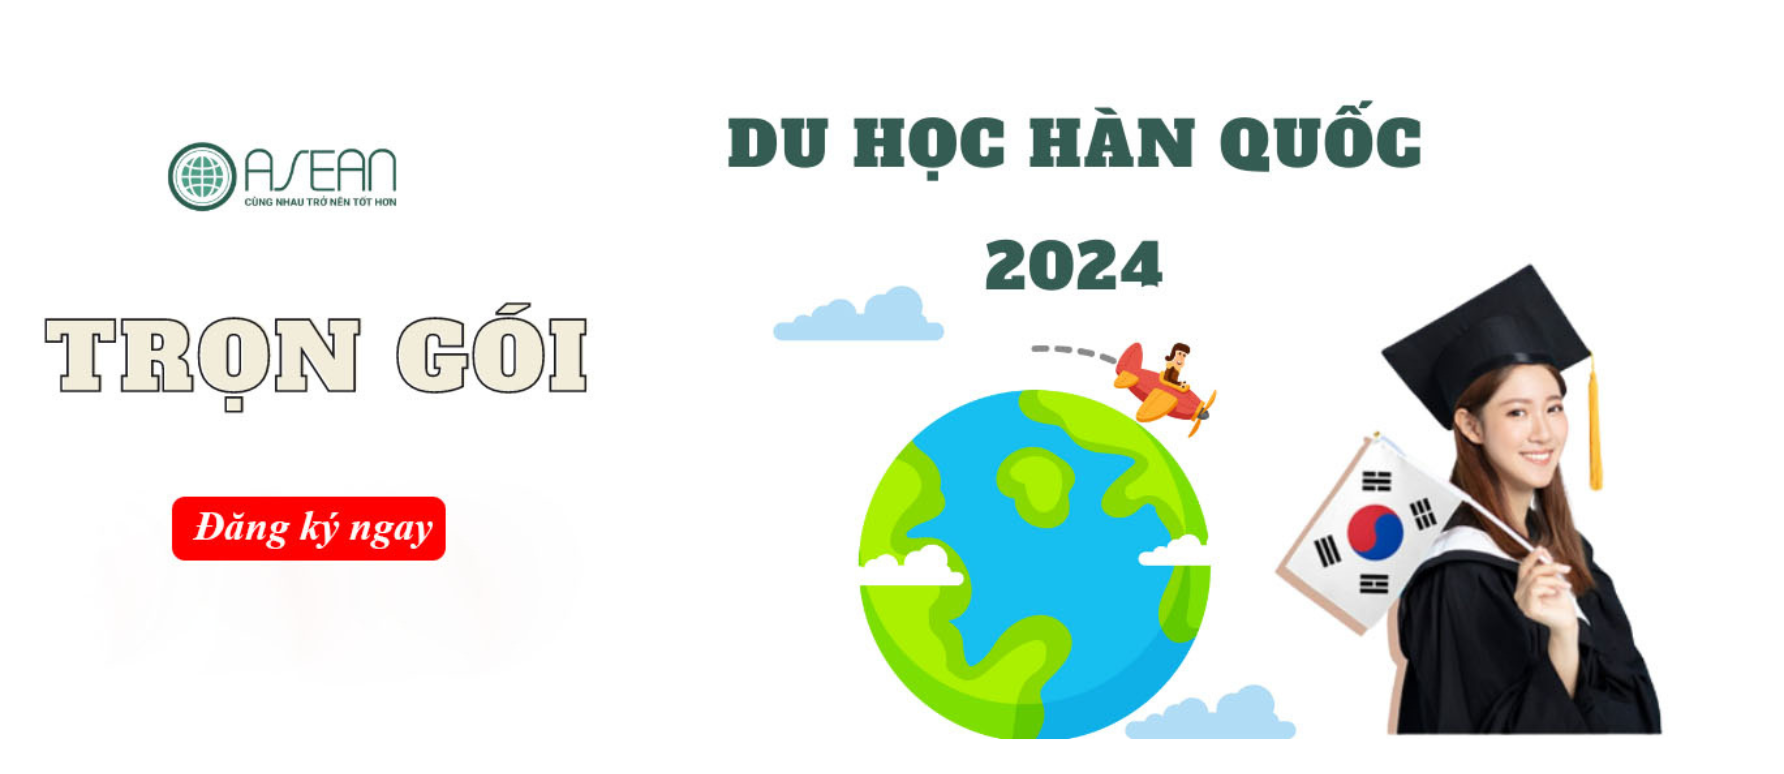 ASEAN
CÙNG NHAU TRỞ NÊN TỐT HƠN
TRỌN GÓI
Đăng ký ngay
DU HỌC HÀN QUỐC
2024